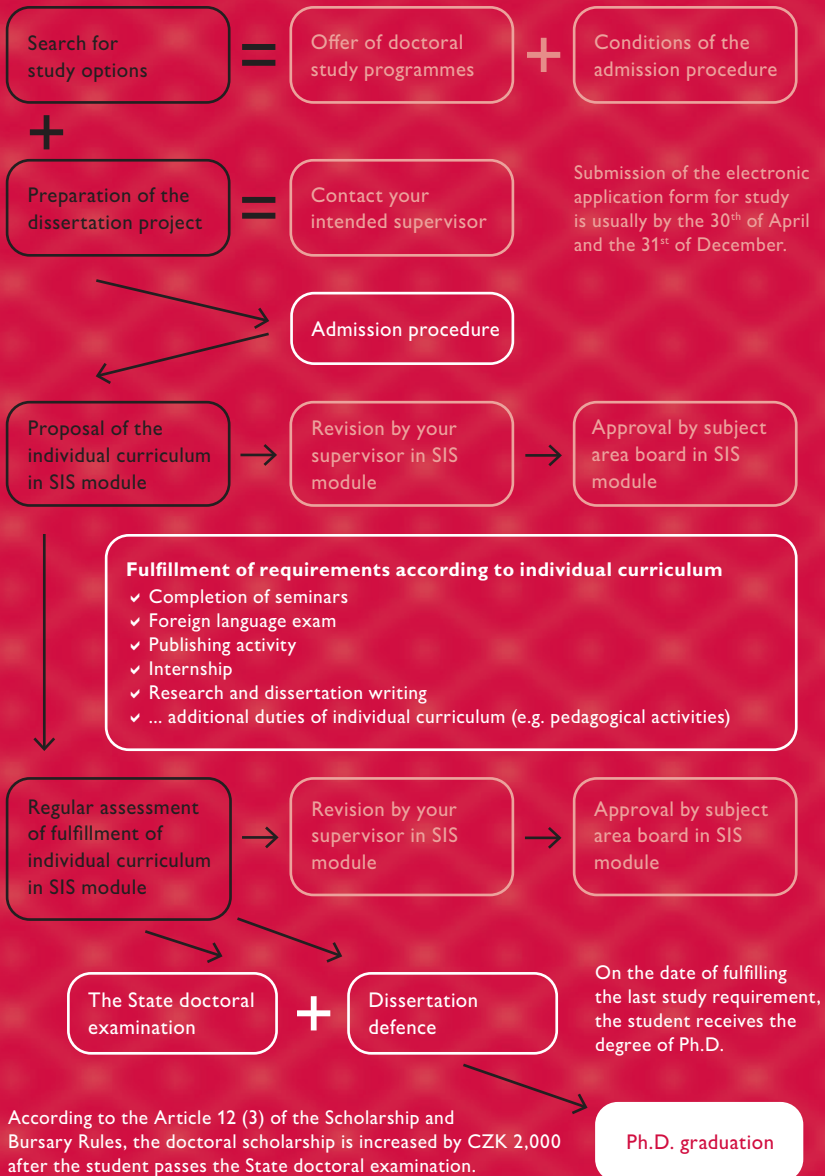 Search for
study options
=
Offer of doctoral
study programmes
+
Conditions of the
admission procedure
+
Preparation of the
dissertation project
=
Contact your
intended supervisor
Submission of the electronic
application form for study
is usually by the 30th of April
and the 31st of December.
Admission procedure
Proposal of the
individual curriculum
in SIS module
Revision by your
supervisor in SIS
module
Approval by subject
area board in SIS
module
Fulfillment of requirements according to individual curriculum
✓ Completion of seminars
✓ Foreign language exam
✓ Publishing activity
✓ Internship
✓ Research and dissertation writing
✓ ... additional duties of individual curriculum (e.g. pedagogical activities)
Regular assessment
of fulfillment of
individual curriculum
in SIS module
Revision by your
supervisor in SIS
module
Approval by subject
area board in SIS
module
The State doctoral
examination
+
Dissertation
defence
On the date of fulfilling
the last study requirement,
the student receives the
degree of Ph.D.
According to the Article 12 (3) of the Scholarship and
Bursary Rules, the doctoral scholarship is increased by CZK 2,000
after the student passes the State doctoral examination.
Ph.D. graduation